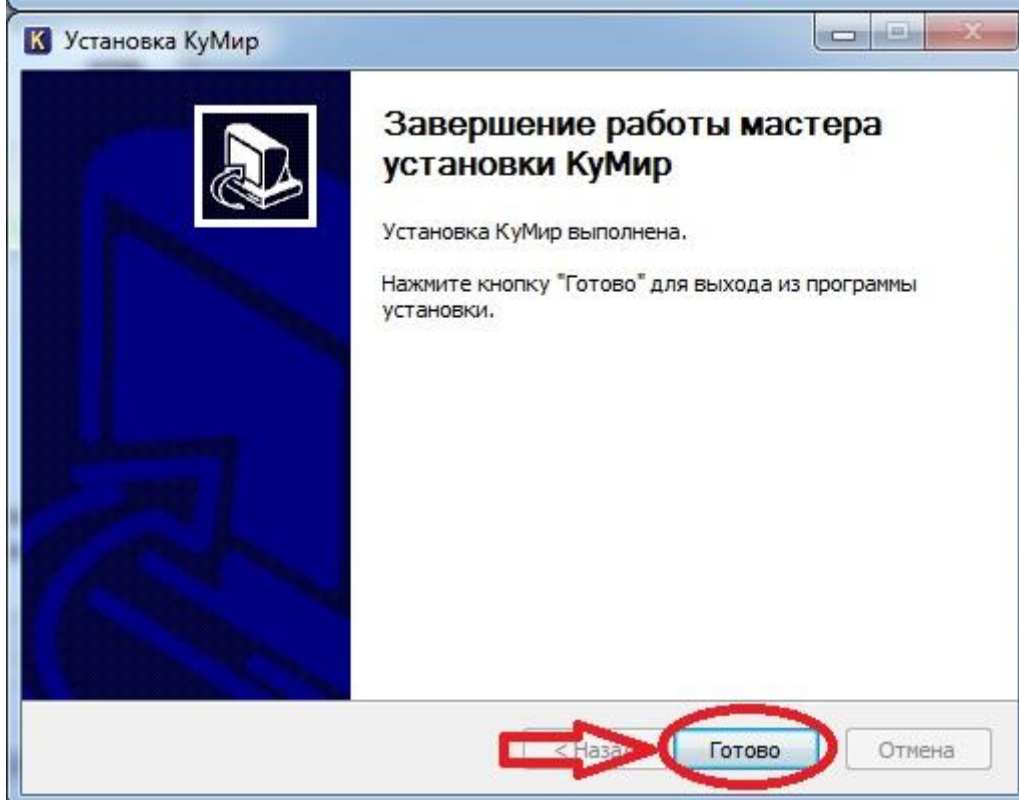 К Установка КуМир
Завершение работы мастера
установки КуМир
Установка КуМир выполнена.
Нажмите кнопку "Готово" для выхода из программы
установки.
Готово Отмена